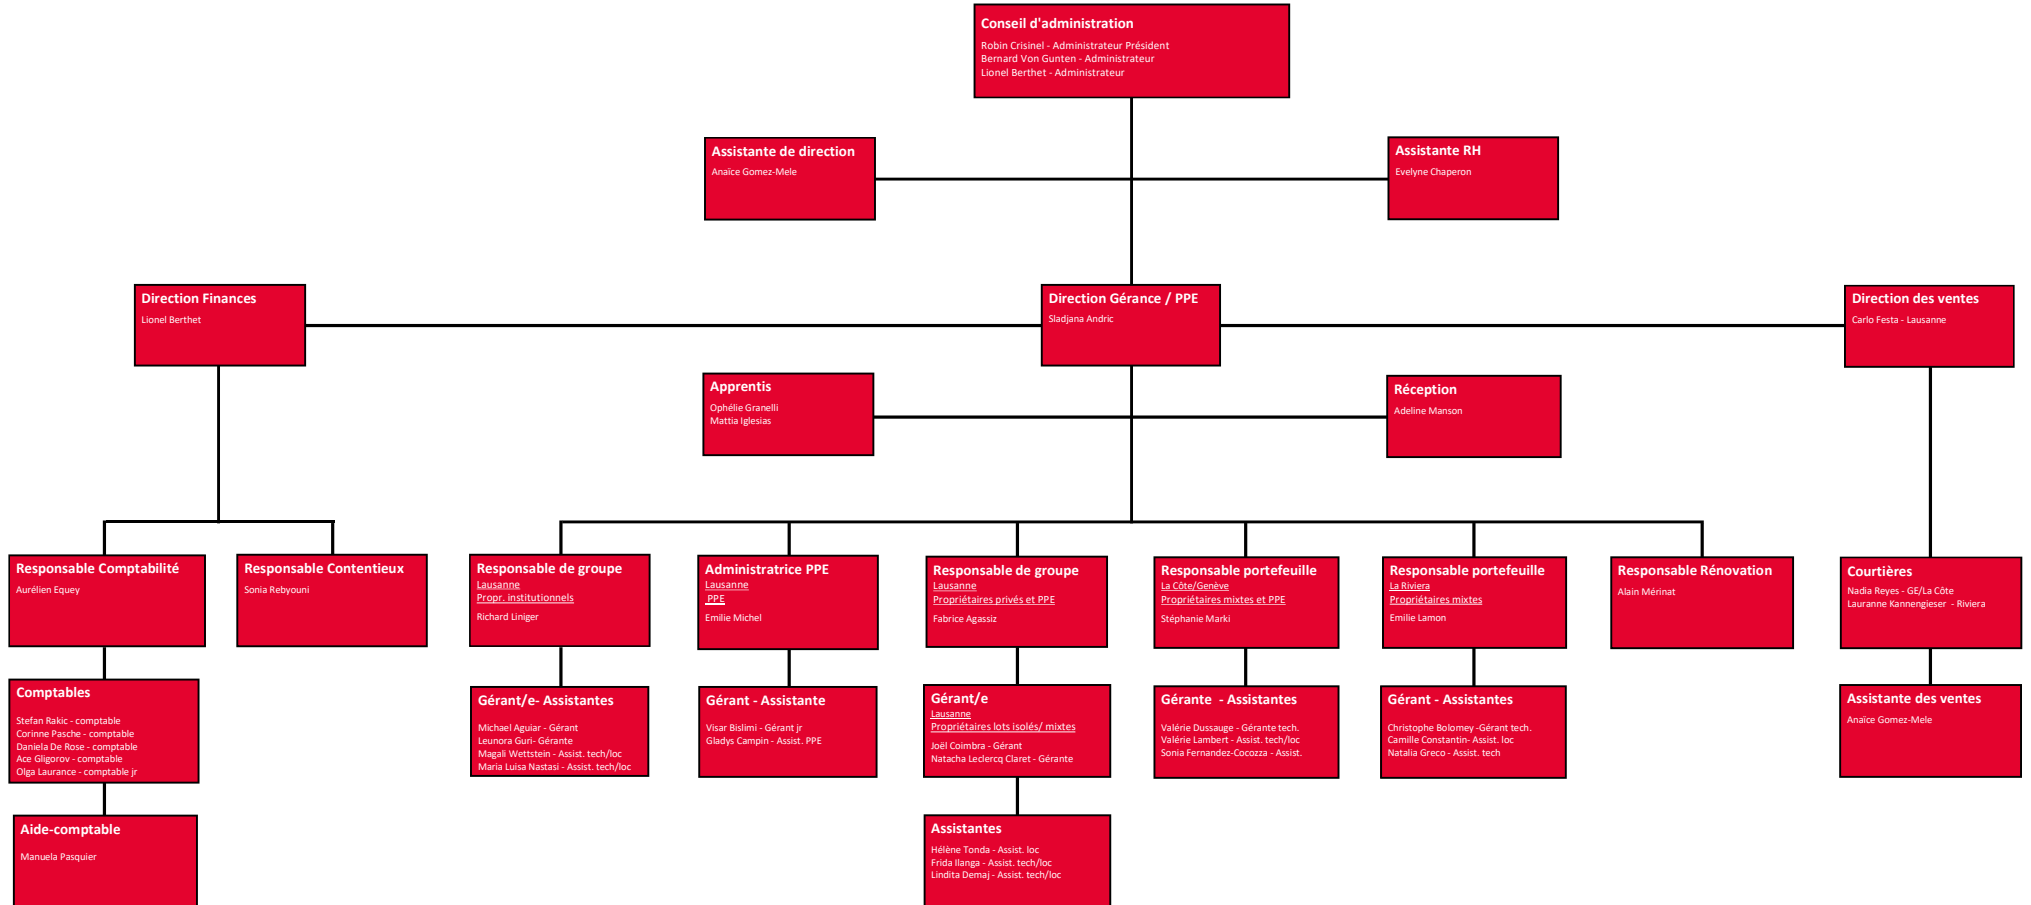 Conseil d'administration
Robin Crisinel - Administrateur Président
Bernard Von Gunten - Administrateur
Lionel Berthet - Administrateur
Assistante de direction
Anaïce Gomez-Mele
Assistante RH
Evelyne Chaperon
Direction Finances
Lionel Berthet
Direction Gérance / PPE
Sladjana Andric
Direction des ventes
Carlo Festa - Lausanne
Apprentis
Ophélie Granelli
Mattia Iglesias
Réception
Adeline Manson
Responsable Comptabilité
Aurélien Equey
Responsable Contentieux
Sonia Rebyouni
Responsable de groupe
Lausanne
Propr. institutionnels
Richard Liniger
Administratrice PPE
Lausanne
PPE
Emilie Michel
Responsable de groupe
Lausanne
Propriétaires privés et PPE
Fabrice Agassiz
Responsable portefeuille
La Côte/Genève
Propriétaires mixtes et PPE
Stéphanie Marki
Responsable portefeuille
La Riviera
Propriétaires mixtes
Emilie Lamon
Responsable Rénovation
Alain Mérinat
Courtières
Nadia Reyes - GE/La Côte
Lauranne Kannengieser - Riviera
Comptables
Stefan Rakic - comptable
Corinne Pasche - comptable
Daniela De Rose - comptable
Ace Gligorov - comptable
Olga Laurance - comptable jr
Gérant/e- Assistantes
Michael Aguiar - Gérant
Leunora Guri- Gérante
Magali Wettstein - Assist. tech/loc
Maria Luisa Nastasi - Assist. tech/loc
Gérant - Assistante
Visar Bislimi - Gérant jr
Gladys Campin - Assist. PPE
Gérant/e
Lausanne
Propriétaires lots isolés/ mixtes
Joël Coimbra - Gérant
Natacha Leclercq Claret - Gérante
Gérante - Assistantes
Valérie Dussauge - Gérante tech.
Valérie Lambert - Assist. tech/loc
Sonia Fernandez-Cocozza - Assist.
Gérant - Assistantes
Christophe Bolomey -Gérant tech.
Camille Constantin- Assist. loc
Natalia Greco - Assist. tech
Assistante des ventes
Anaïce Gomez-Mele
Aide-comptable
Manuela Pasquier
Assistantes
Hélène Tonda - Assist. loc
Frida Ilanga - Assist. tech/loc
Lindita Demaj - Assist. tech/loc